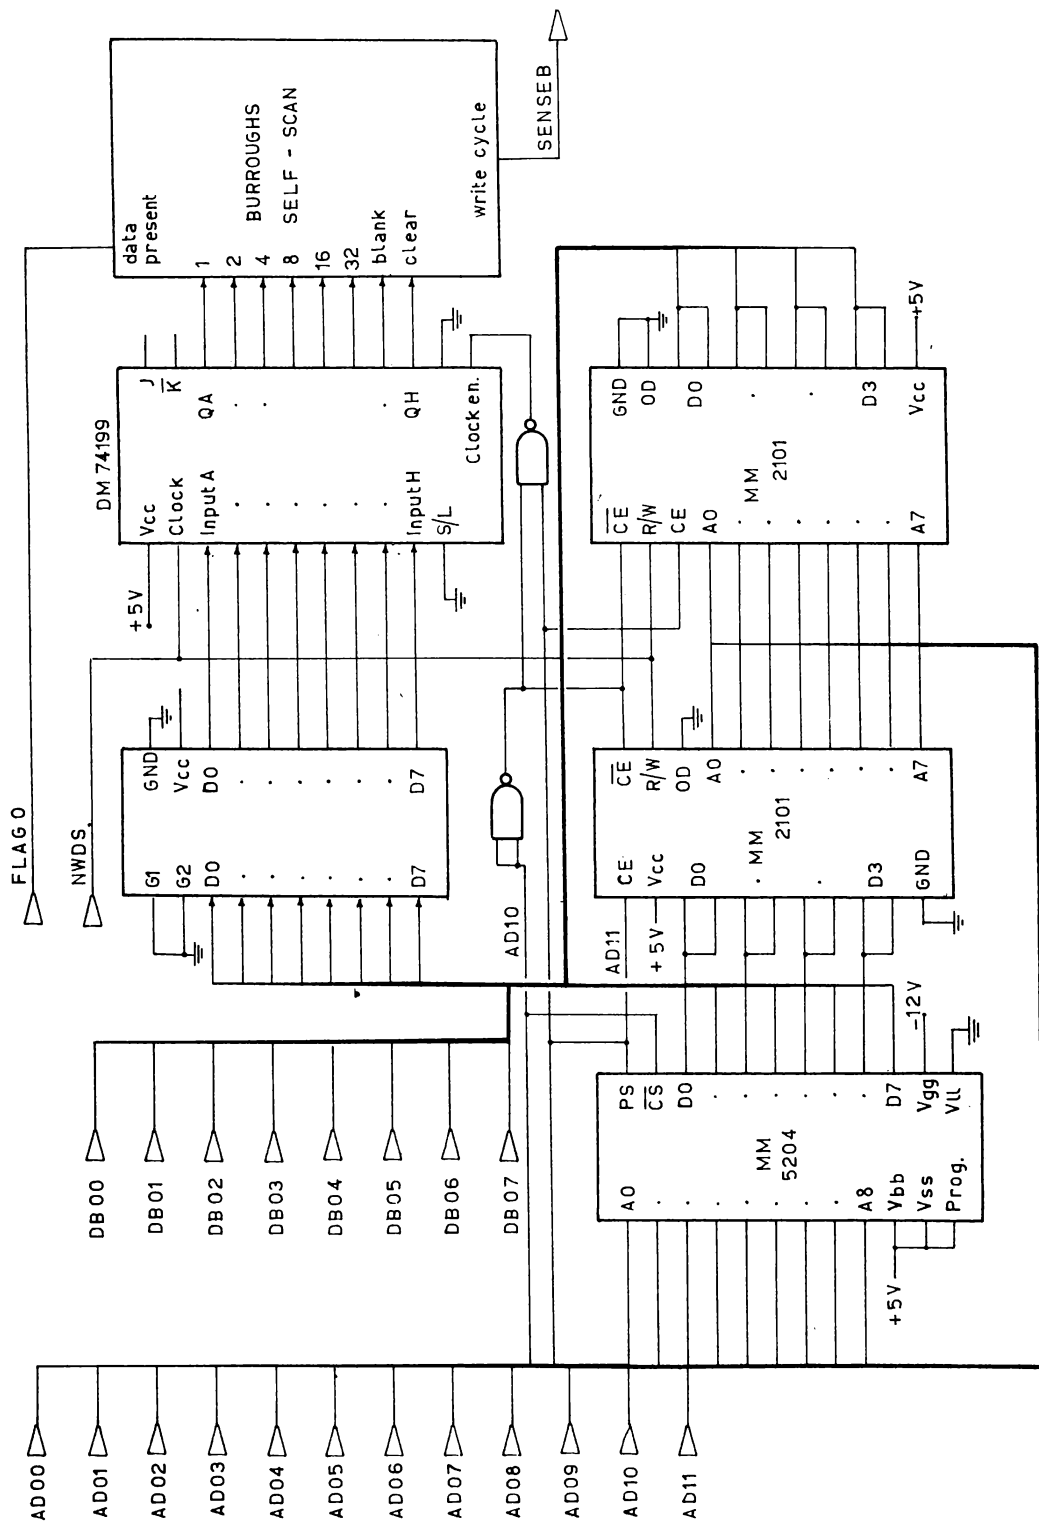 FLAG 0
NWDS
SENSEB
data
present
BURROUGHS
SELF - SCAN
1
2
4
8
16
32
blank
clear
write cycle
DM 74199
+5V
Vcc
Clock
Input A
Input H
S/L
J
K
QA
QH
Clock en.
G1
G2
D0
D7
GND
Vcc
D0
D7
AD10
AD11
+5V
CE
Vcc
D0
D3
GND
MM
2101
CE
R/W
OD
A0
A7
CE
R/W
CE
A0
A7
MM
2101
GND
OD
D0
D3
Vcc
+5V
DB00
DB01
DB02
DB03
DB04
DB05
DB06
DB07
A0
A8
Vbb
Vss
Prog.
+5V
MM
5204
PS
CS
D0
D7
Vgg
Vll
-12V
AD00
AD01
AD02
AD03
AD04
AD05
AD06
AD07
AD08
AD09
AD10
AD11